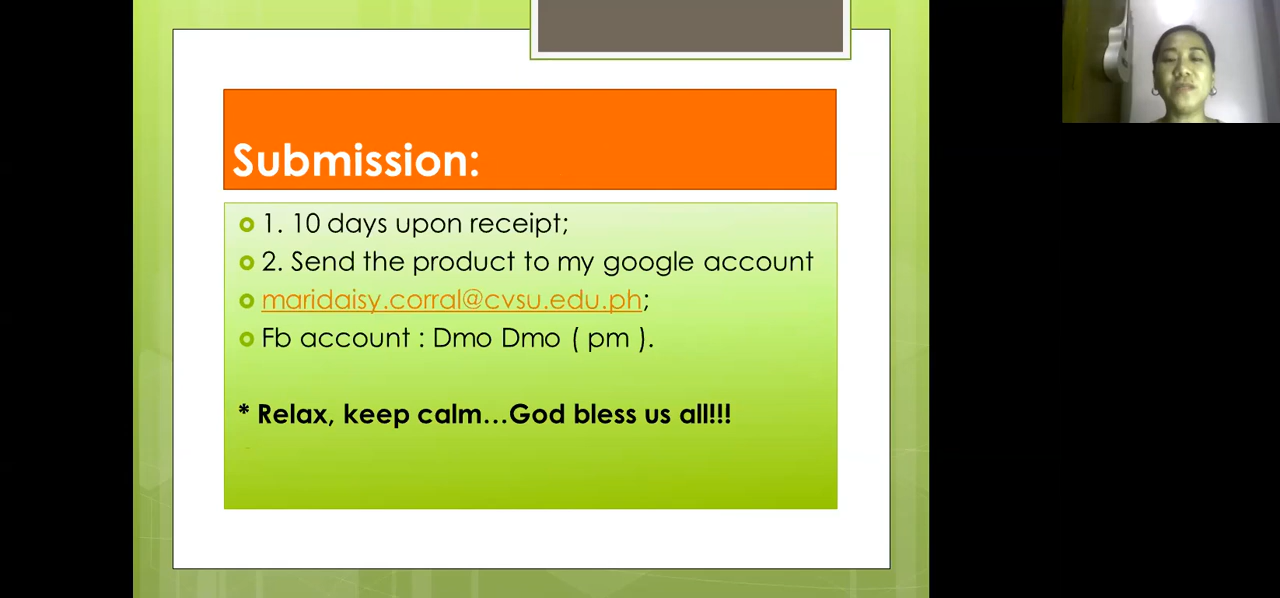 Submission:
1. 10 days upon receipt;
2. Send the product to my google account
maridaisy.corral@cvsu.edu.ph;
Fb account : Dmo Dmo ( pm ).
* Relax, keep calm...God bless us all!!!